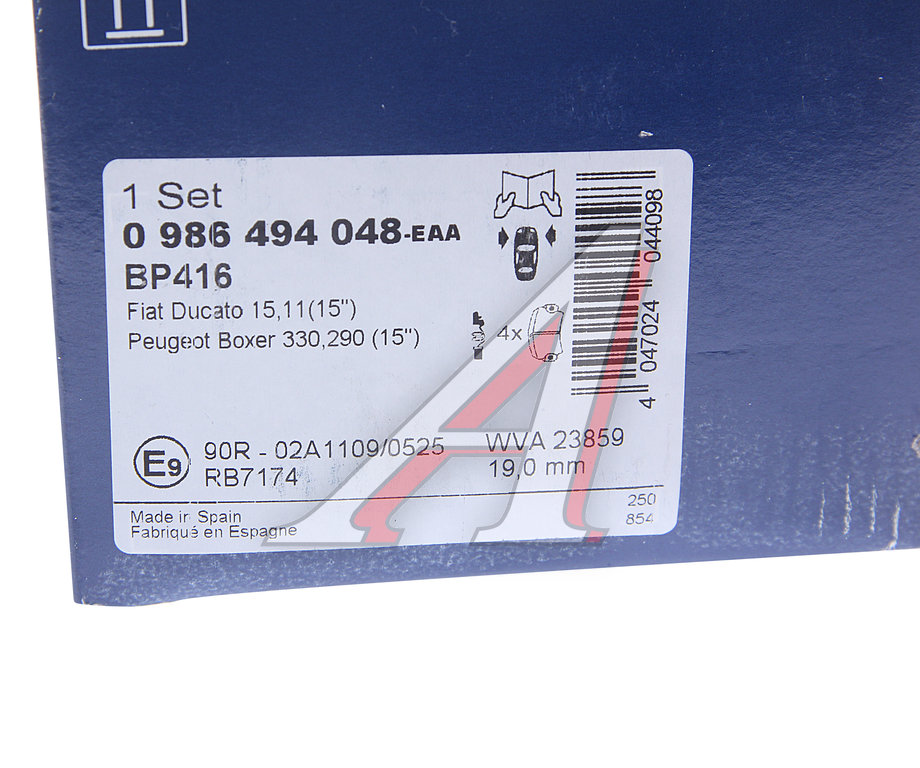 1 Set
0 986 494 048-EAA
BP416
Fiat Ducato 15,11(15")
Peugeot Boxer 330,290 (15")
4x
4 047024 044098
E9
90R - 02A1109/0525
RB7174
WVA 23859
19,0 mm
Made in Spain
Fabriqué en Espagne
250
854